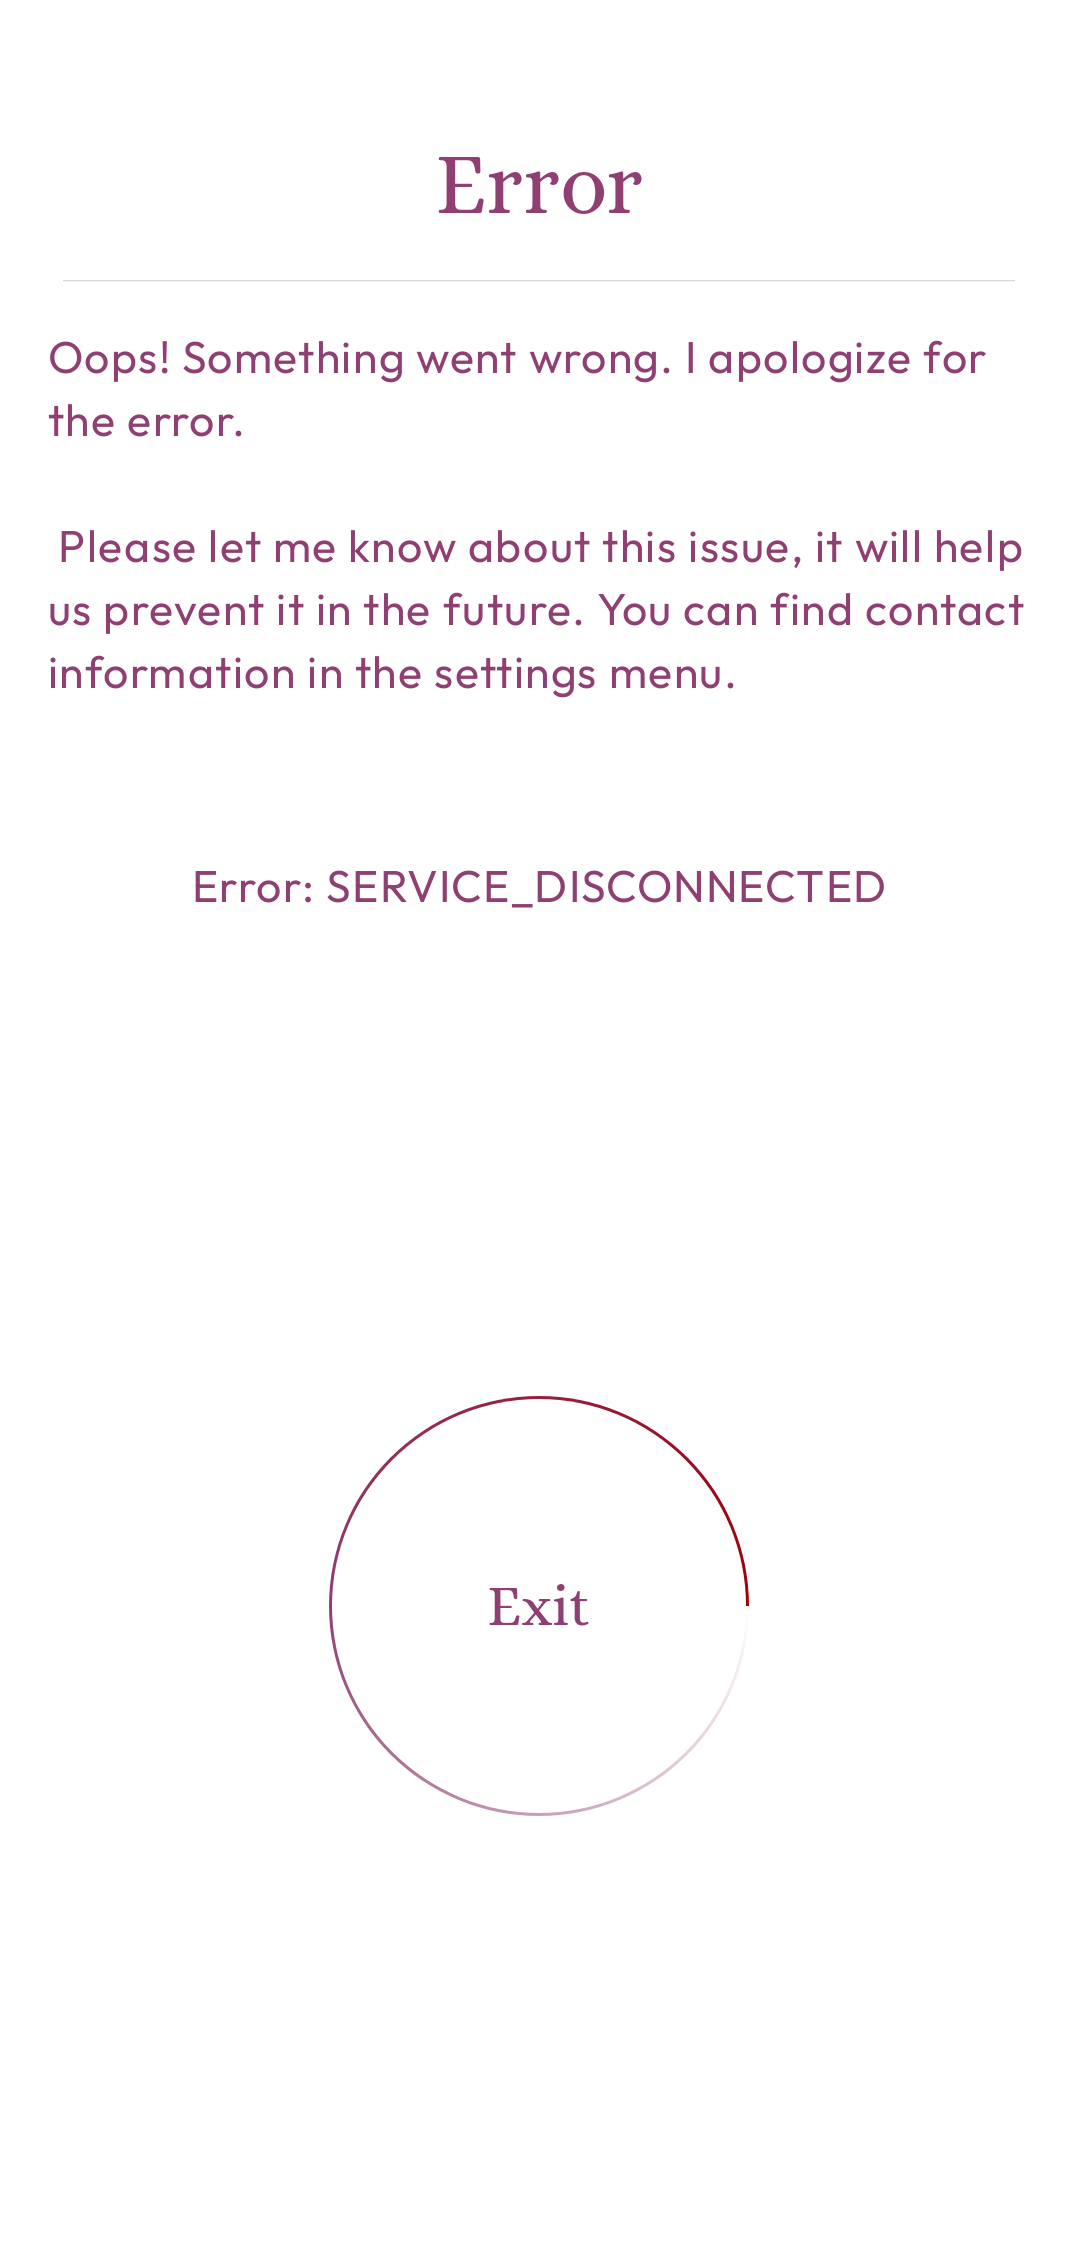 Error
Oops! Something went wrong. I apologize for
the error.
Please let me know about this issue, it will help
us prevent it in the future. You can find contact
information in the settings menu.
Error: SERVICE_DISCONNECTED
Exit